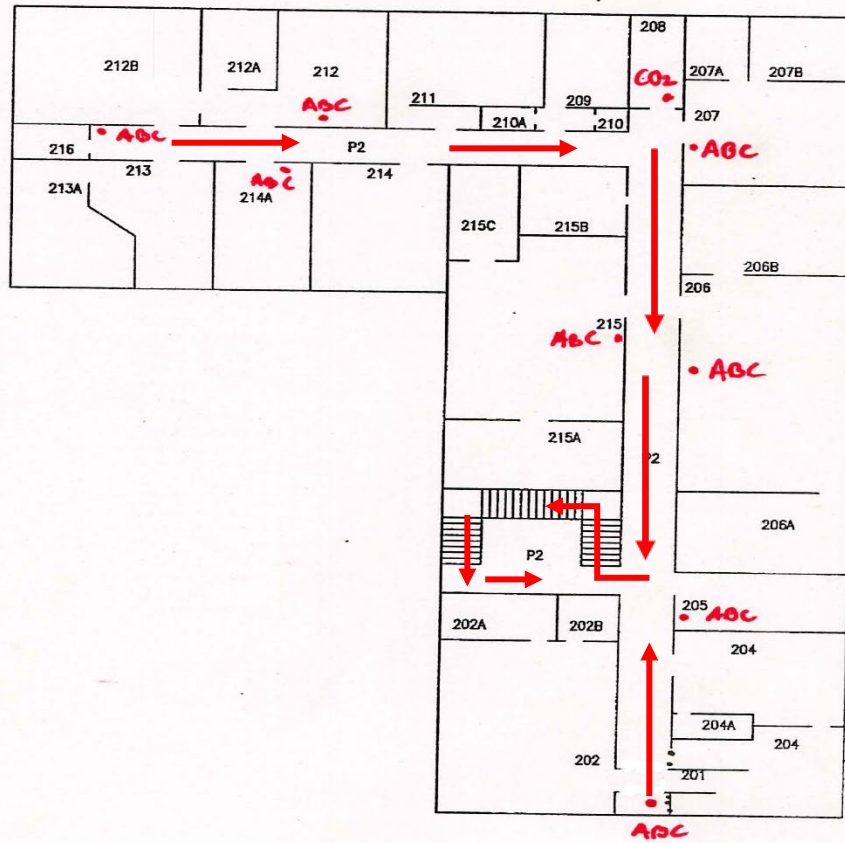 208
212B
212A
212
207A
207B
CO2
211
ABC
209
210A
210
207
ABC
P2
ABC
216
213
ABC
214
213A
214A
215C
215B
206B
206
215
ABC
ABC
215A
P2
206A
P2
205
ABC
202A
202B
204
204A
204
202
201
ABC